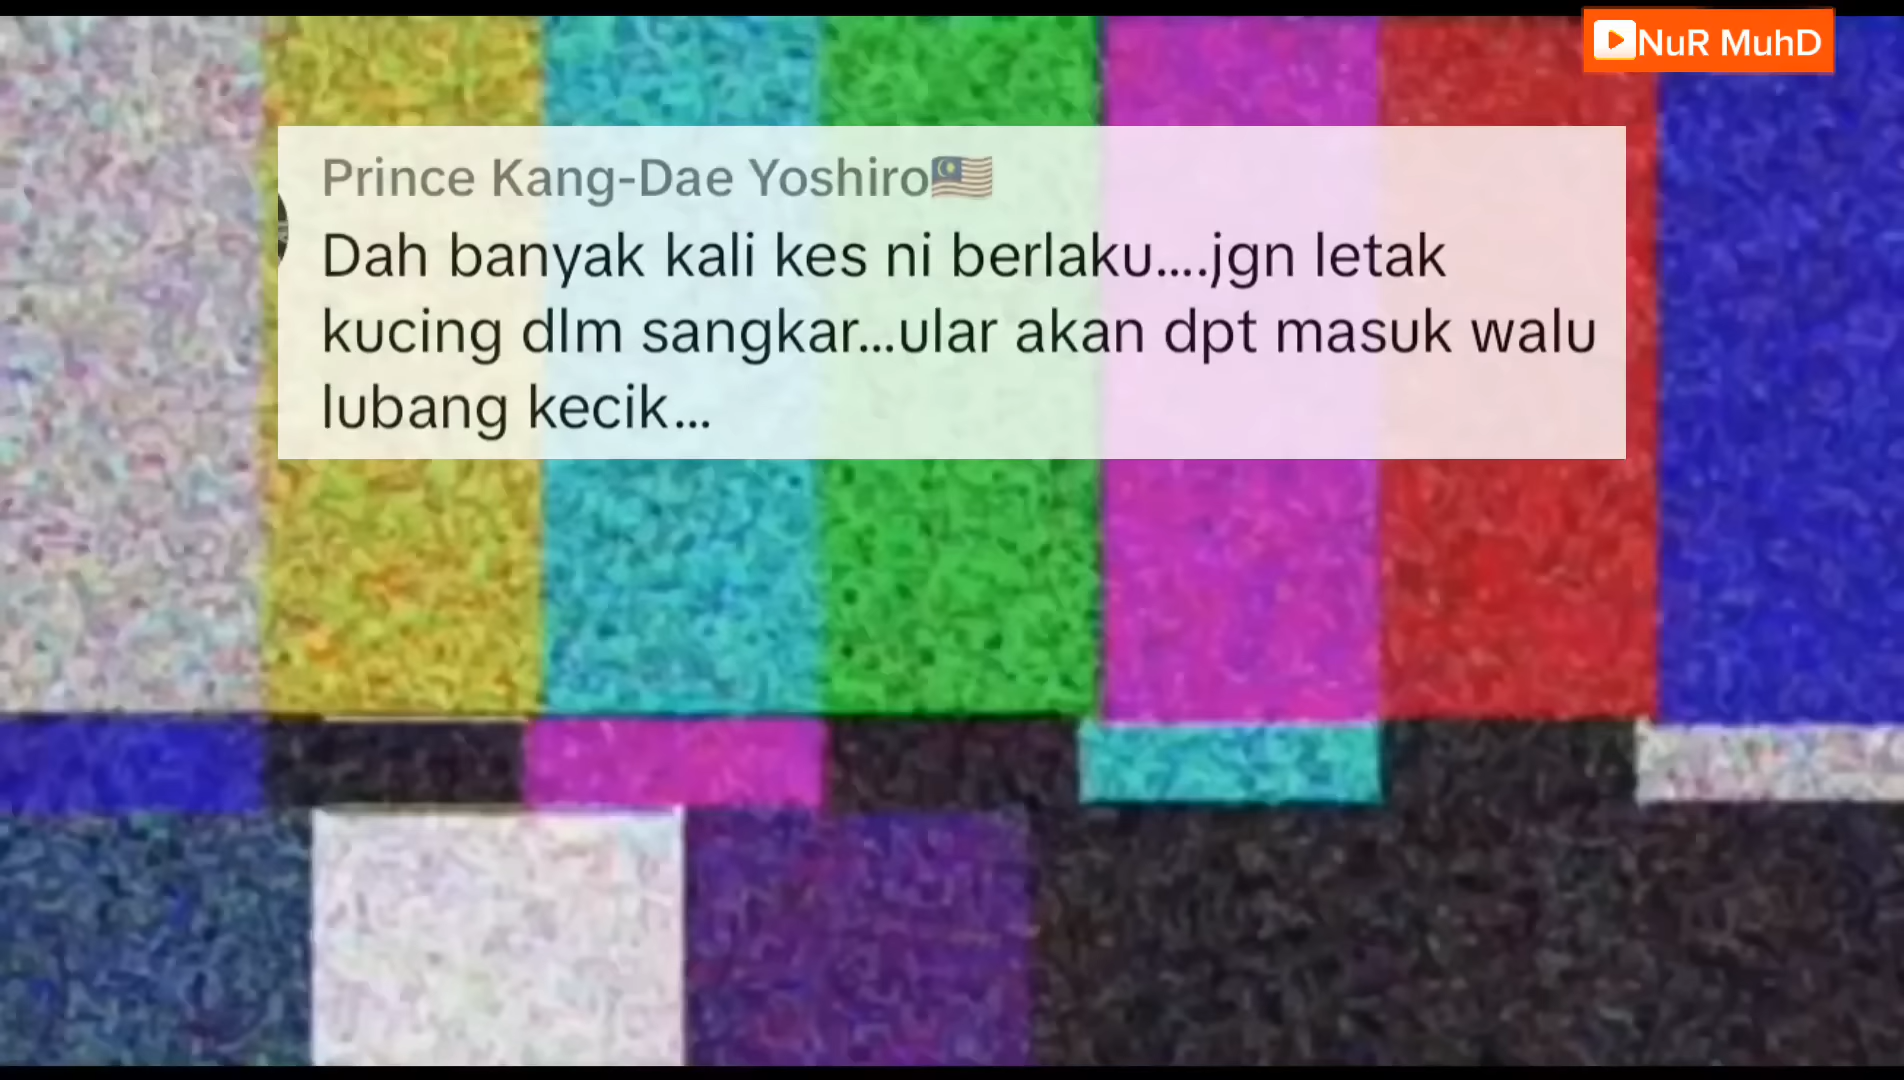 NuR MuhD
Prince Kang-Dae Yoshiro🇲🇾
Dah banyak kali kes ni berlaku....jgn letak
kucing dlm sangkar...ular akan dpt masuk walu
lubang kecik...